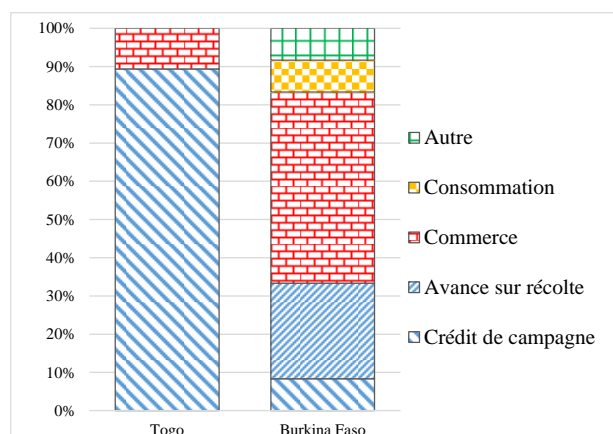 100%
90%
80%
70%
60%
50%
40%
30%
20%
10%
0%
Togo
Burkina Faso
Autre
Consommation
Commerce
Avance sur récolte
Crédit de campagne